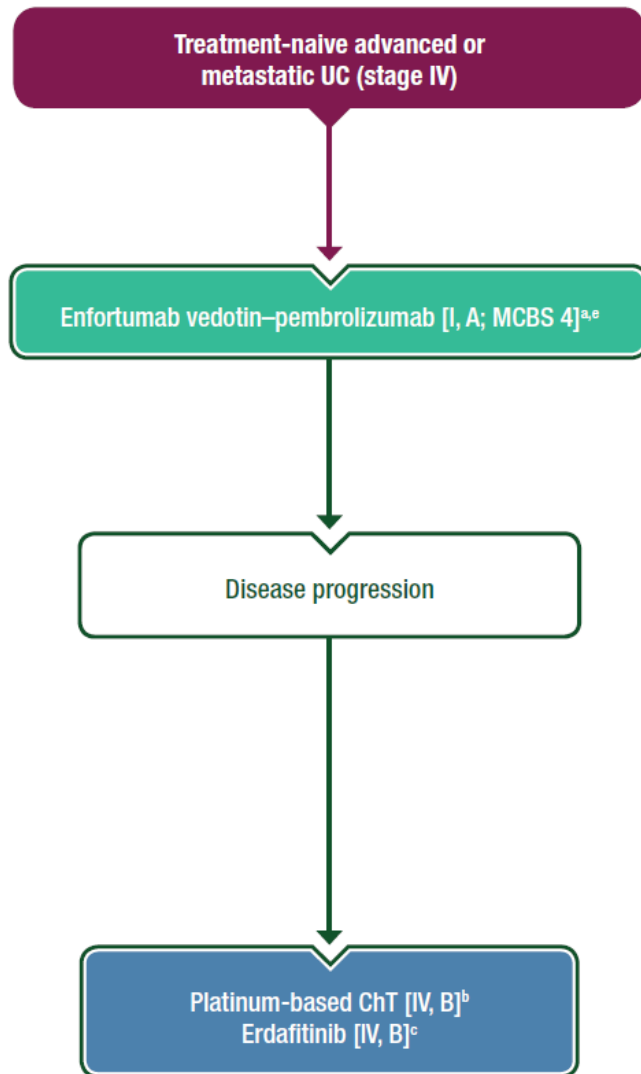 Treatment-naive advanced or
metastatic UC (stage IV)
Enfortumab vedotin–pembrolizumab [I, A; MCBS 4]a,e
Disease progression
Platinum-based ChT [IV, B]b
Erdafitinib [IV, B]c